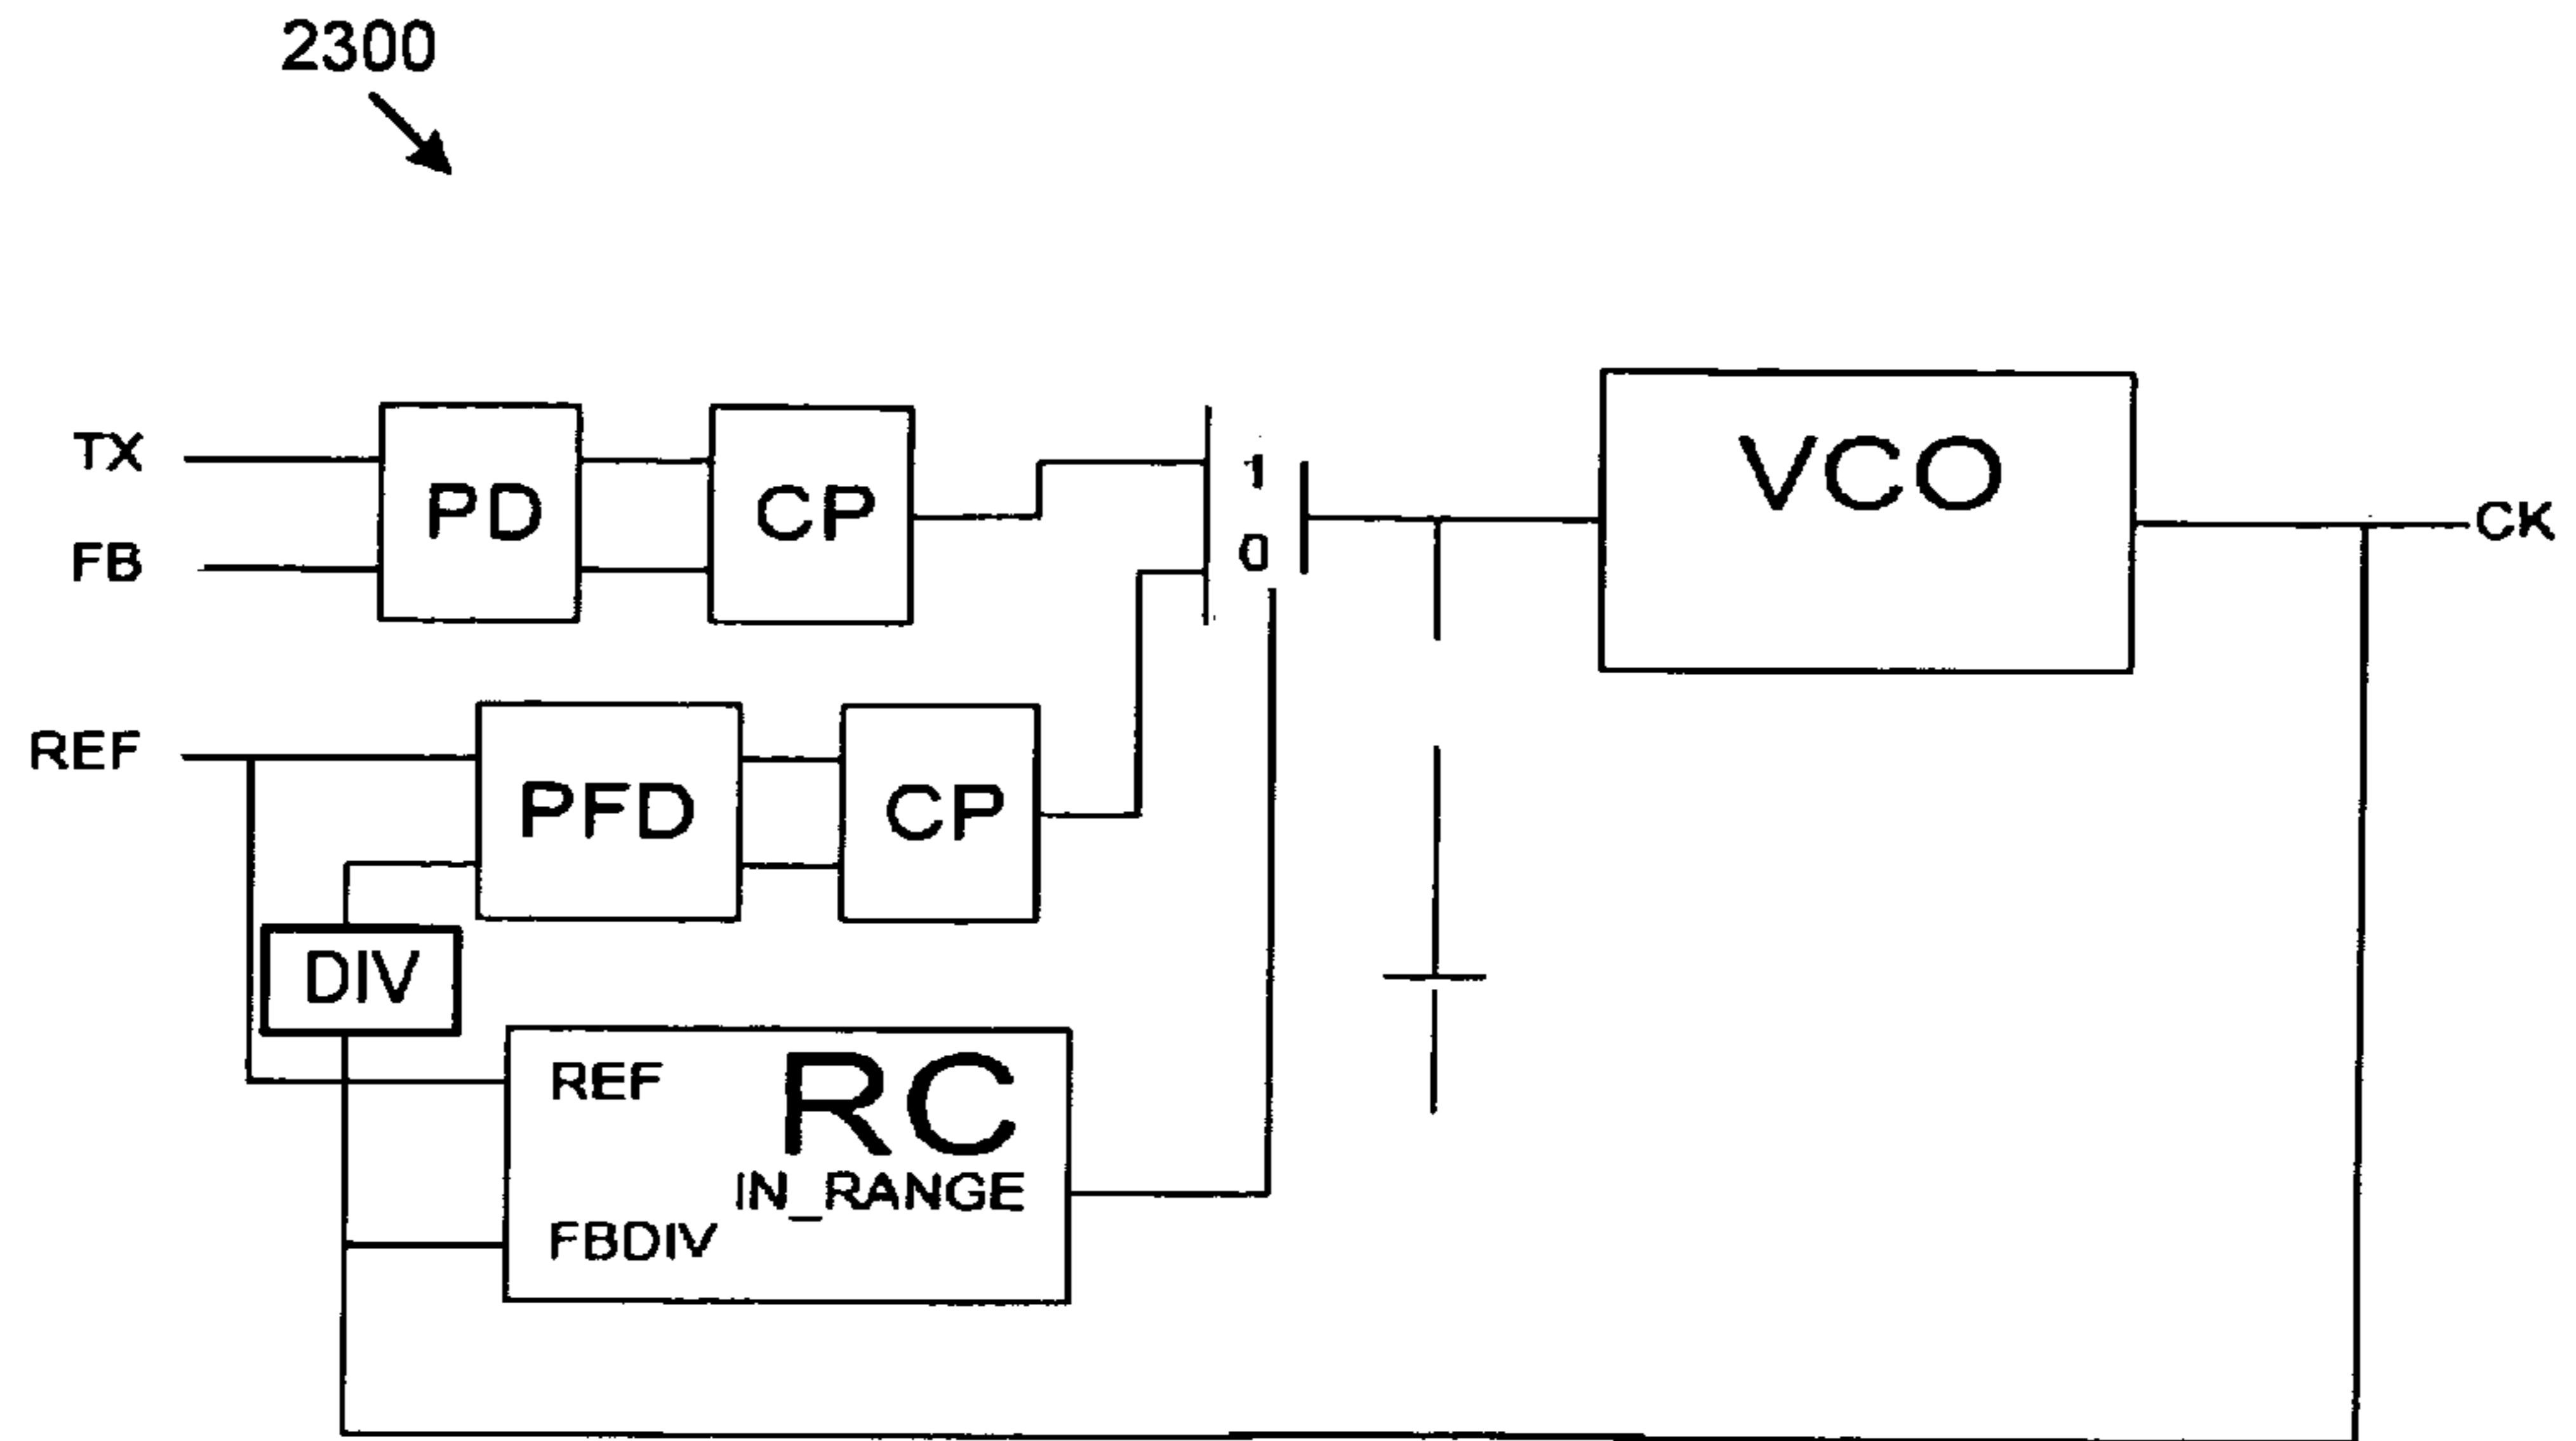 2300
TX
FB
PD
CP
1
0
VCO
CK
REF
PFD
CP
DIV
REF
RC
IN_RANGE
FBDIV